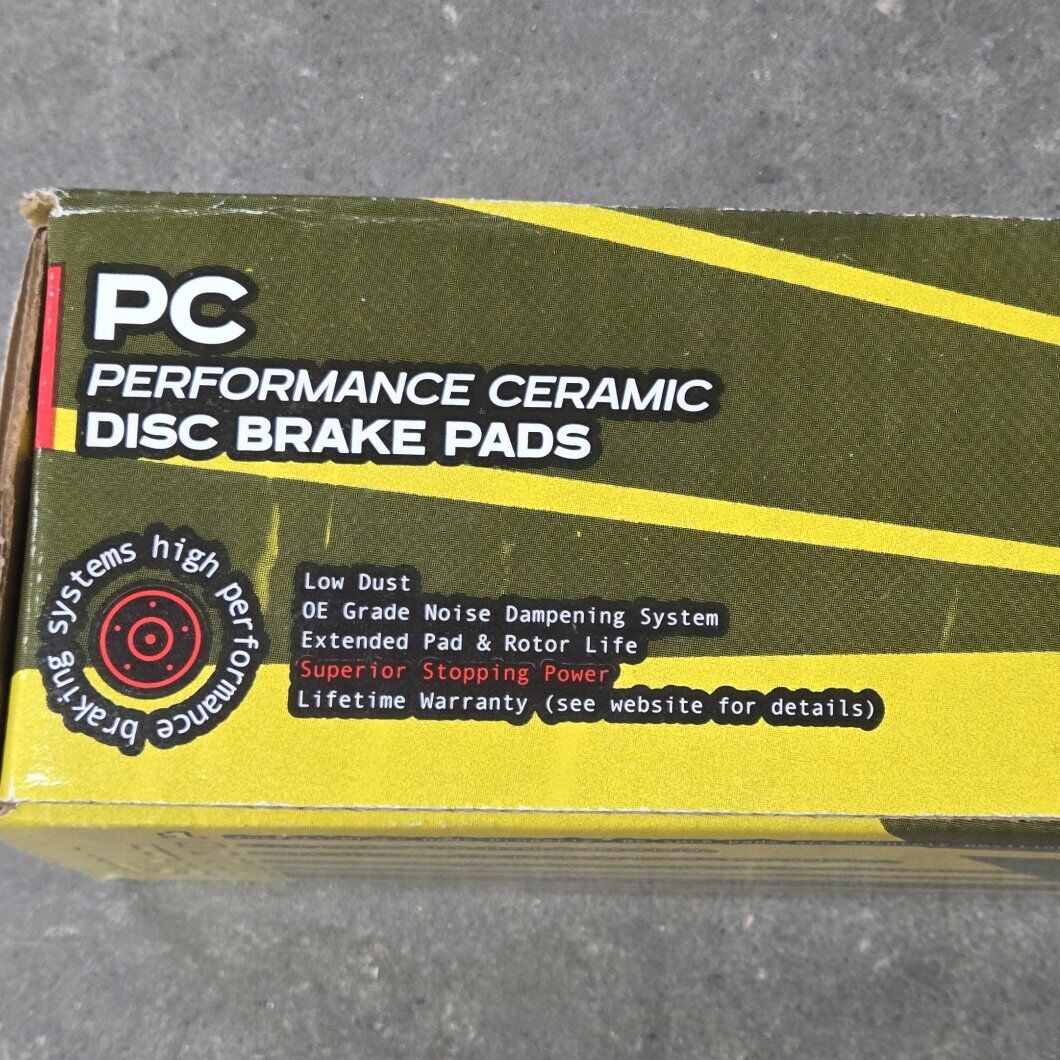 PC
PERFORMANCE CERAMIC
DISC BRAKE PADS
braking systems high performance
Low Dust
OE Grade Noise Dampening System
Extended Pad & Rotor Life
Superior Stopping Power
Lifetime Warranty (see website for details)